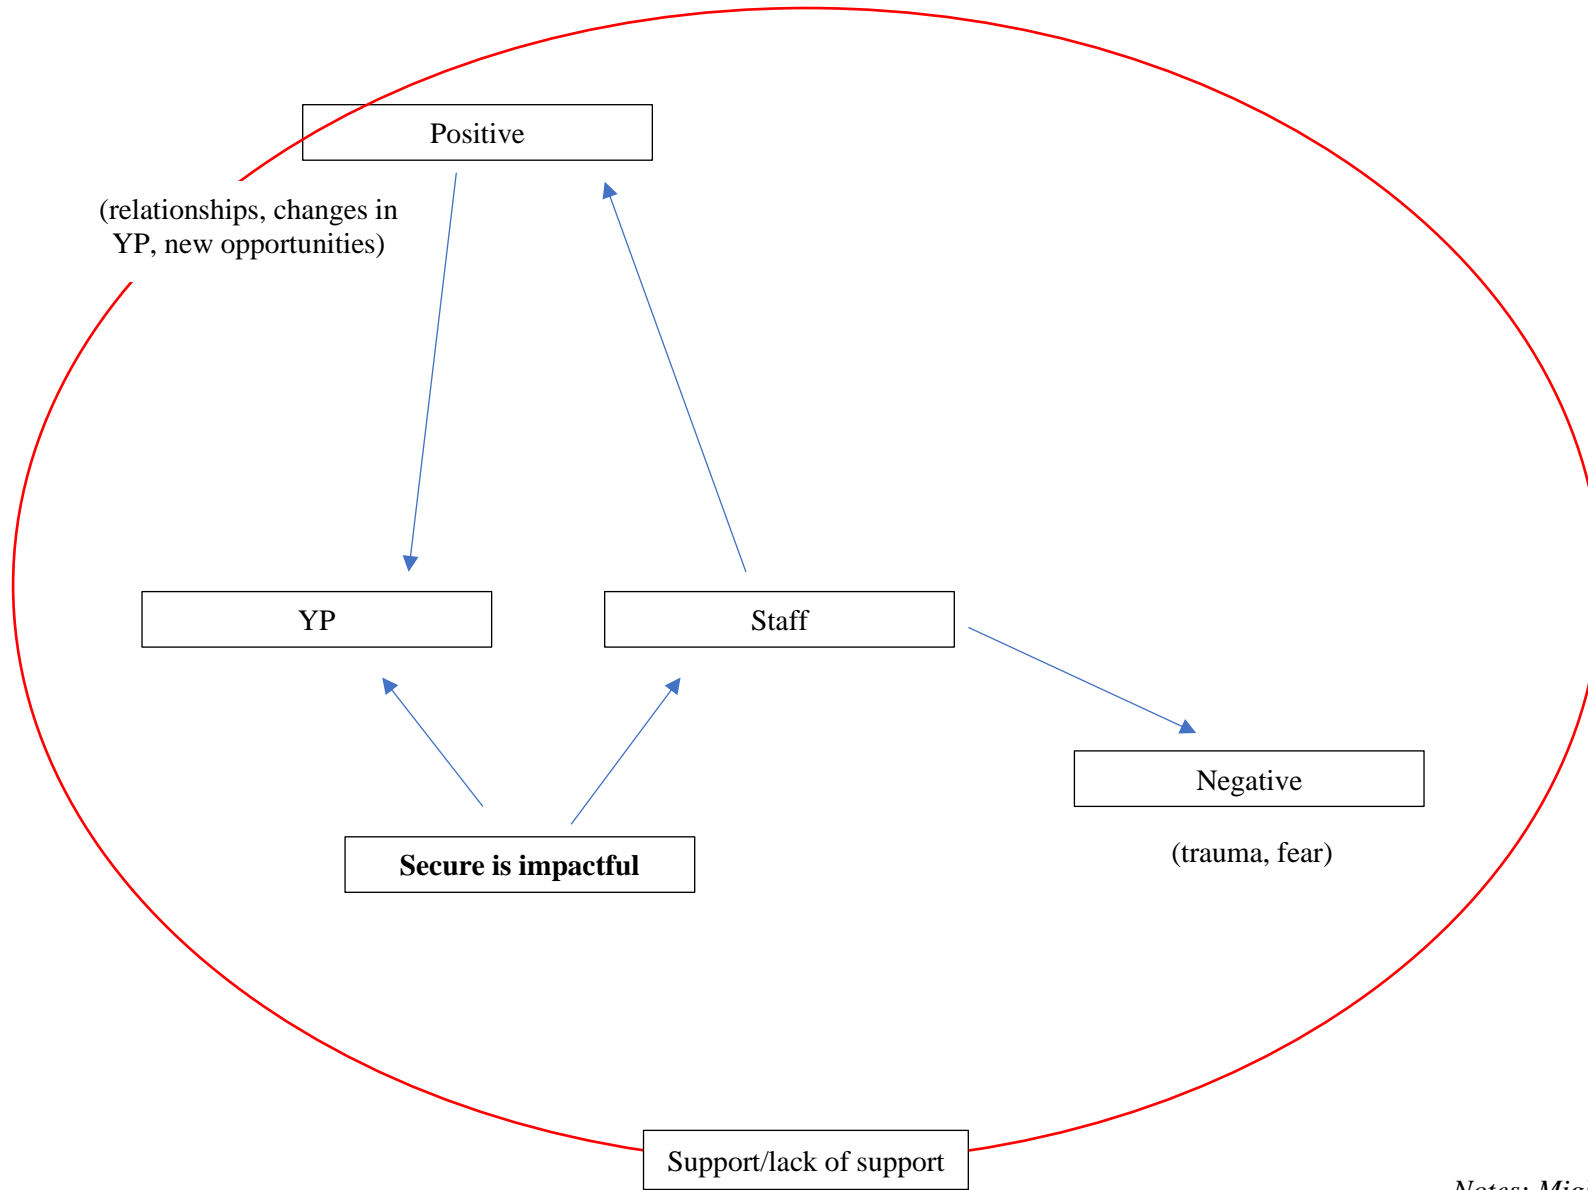 Positive
(relationships, changes in
YP, new opportunities)
YP
Staff
Negative
Secure is impactful
(trauma, fear)
Support/lack of support
Notes: